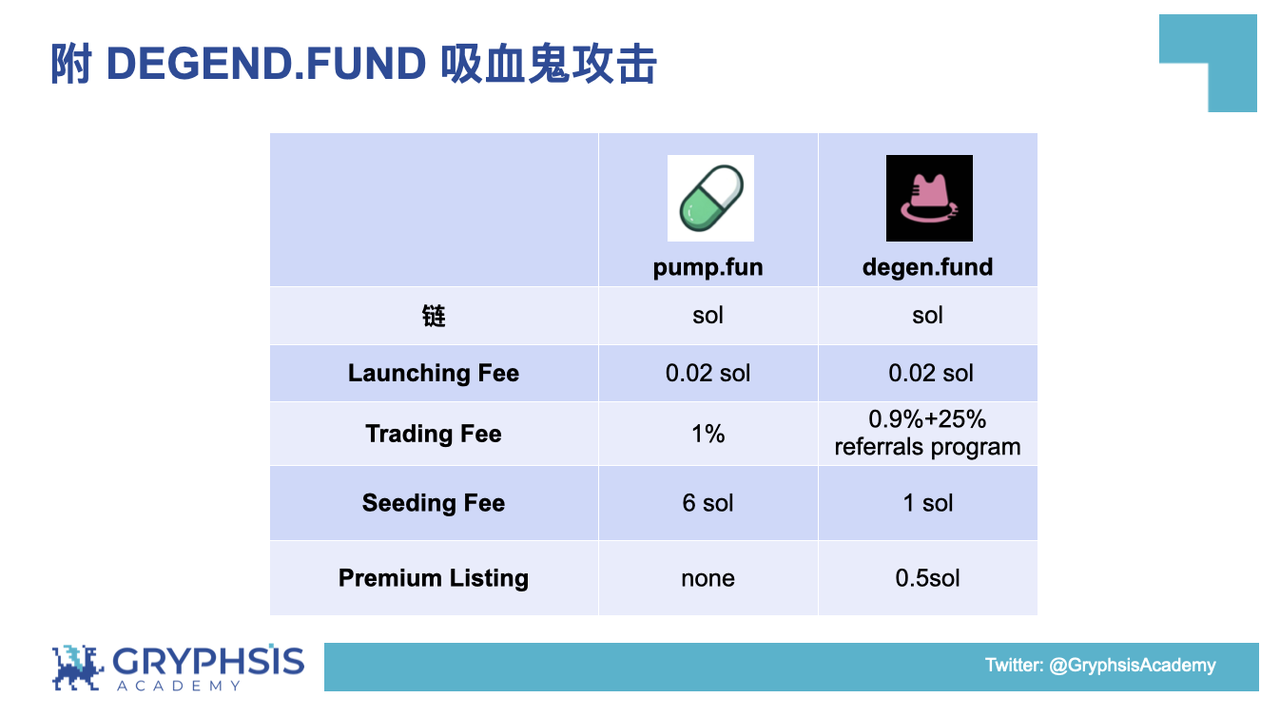 附 DEGEND.FUND 吸血鬼攻击
pump.fun
degen.fund
链
sol
sol
Launching Fee
0.02 sol
0.02 sol
Trading Fee
1%
0.9%+25%
referrals program
Seeding Fee
6 sol
1 sol
Premium Listing
none
0.5sol
GRYPHSIS
ACADEMY
Twitter: @GryphsisAcademy